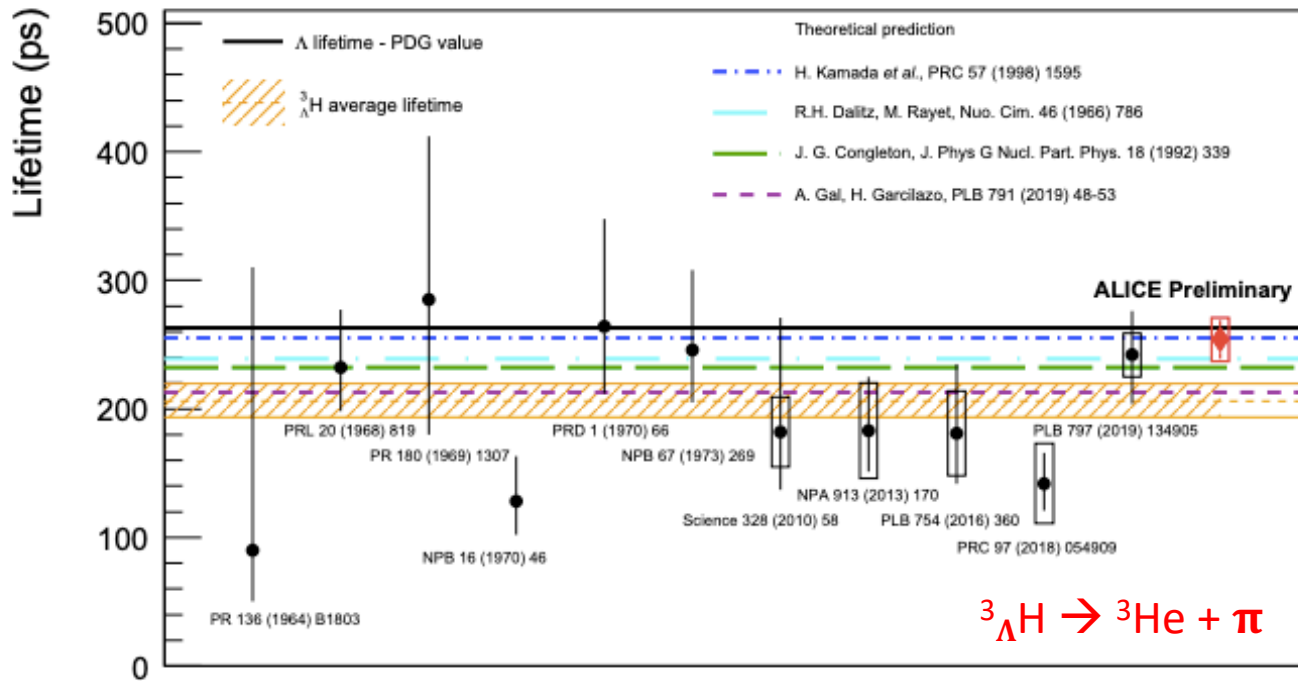 Lifetime (ps)
500
400
300
200
100
0
Λ lifetime - PDG value
³ΛH average lifetime
Theoretical prediction
H. Kamada et al., PRC 57 (1998) 1595
R.H. Dalitz, M. Rayet, Nuo. Cim. 46 (1966) 786
J. G. Congleton, J. Phys G Nucl. Part. Phys. 18 (1992) 339
A. Gal, H. Garcilazo, PLB 791 (2019) 48-53
ALICE Preliminary
PRL 20 (1968) 819
PRD 1 (1970) 66
PLB 797 (2019) 134905
PR 180 (1969) 1307
NPB 67 (1973) 269
NPA 913 (2013) 170
Science 328 (2010) 58
PLB 754 (2016) 360
PRC 97 (2018) 054909
NPB 16 (1970) 46
PR 136 (1964) B1803
³ΛH → ³He + π